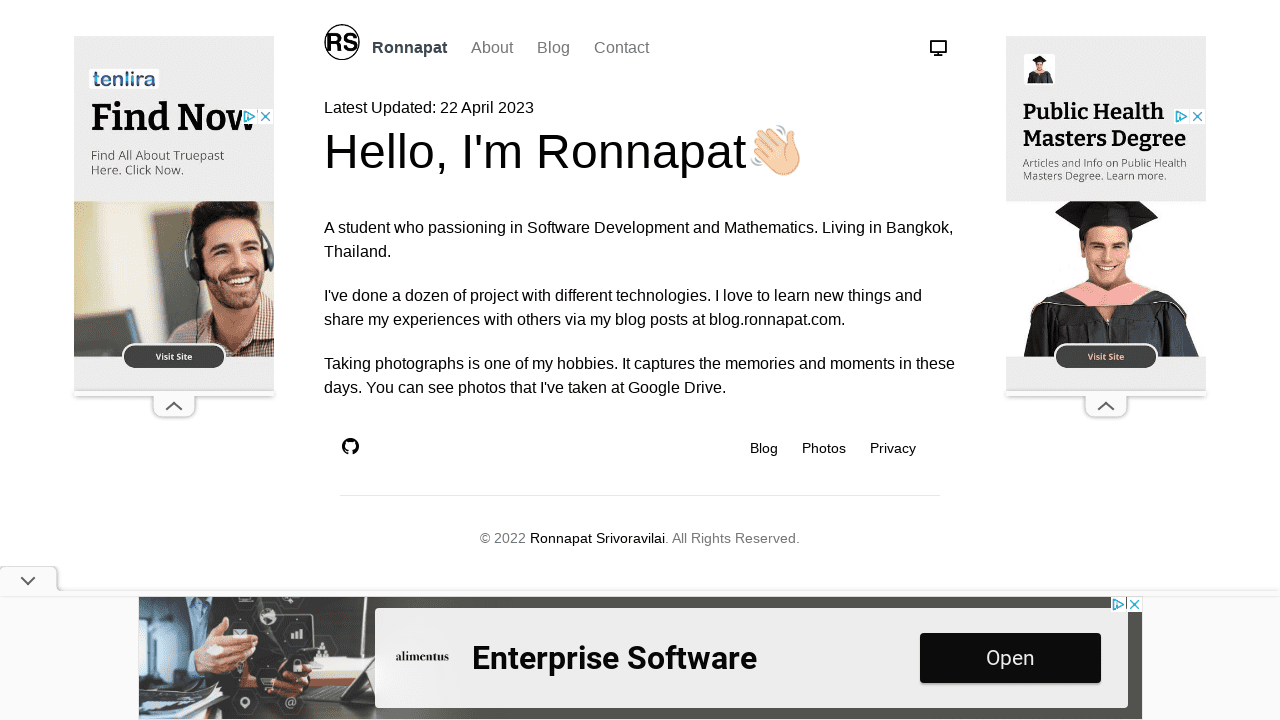 RS Ronnapat About Blog Contact
Latest Updated: 22 April 2023
Hello, I'm Ronnapat
A student who passioning in Software Development and Mathematics. Living in Bangkok,
Thailand.
I've done a dozen of project with different technologies. I love to learn new things and
share my experiences with others via my blog posts at blog.ronnapat.com.
Taking photographs is one of my hobbies. It captures the memories and moments in these
days. You can see photos that I've taken at Google Drive.
Blog Photos Privacy
© 2022 Ronnapat Srivoravilai. All Rights Reserved.
tenlira
Find Now
Find All About Truepast
Here. Click Now.
Visit Site
Public Health
Masters Degree
Articles and Info on Public Health
Masters Degree. Learn more.
Visit Site
alimentus
Enterprise Software
Open